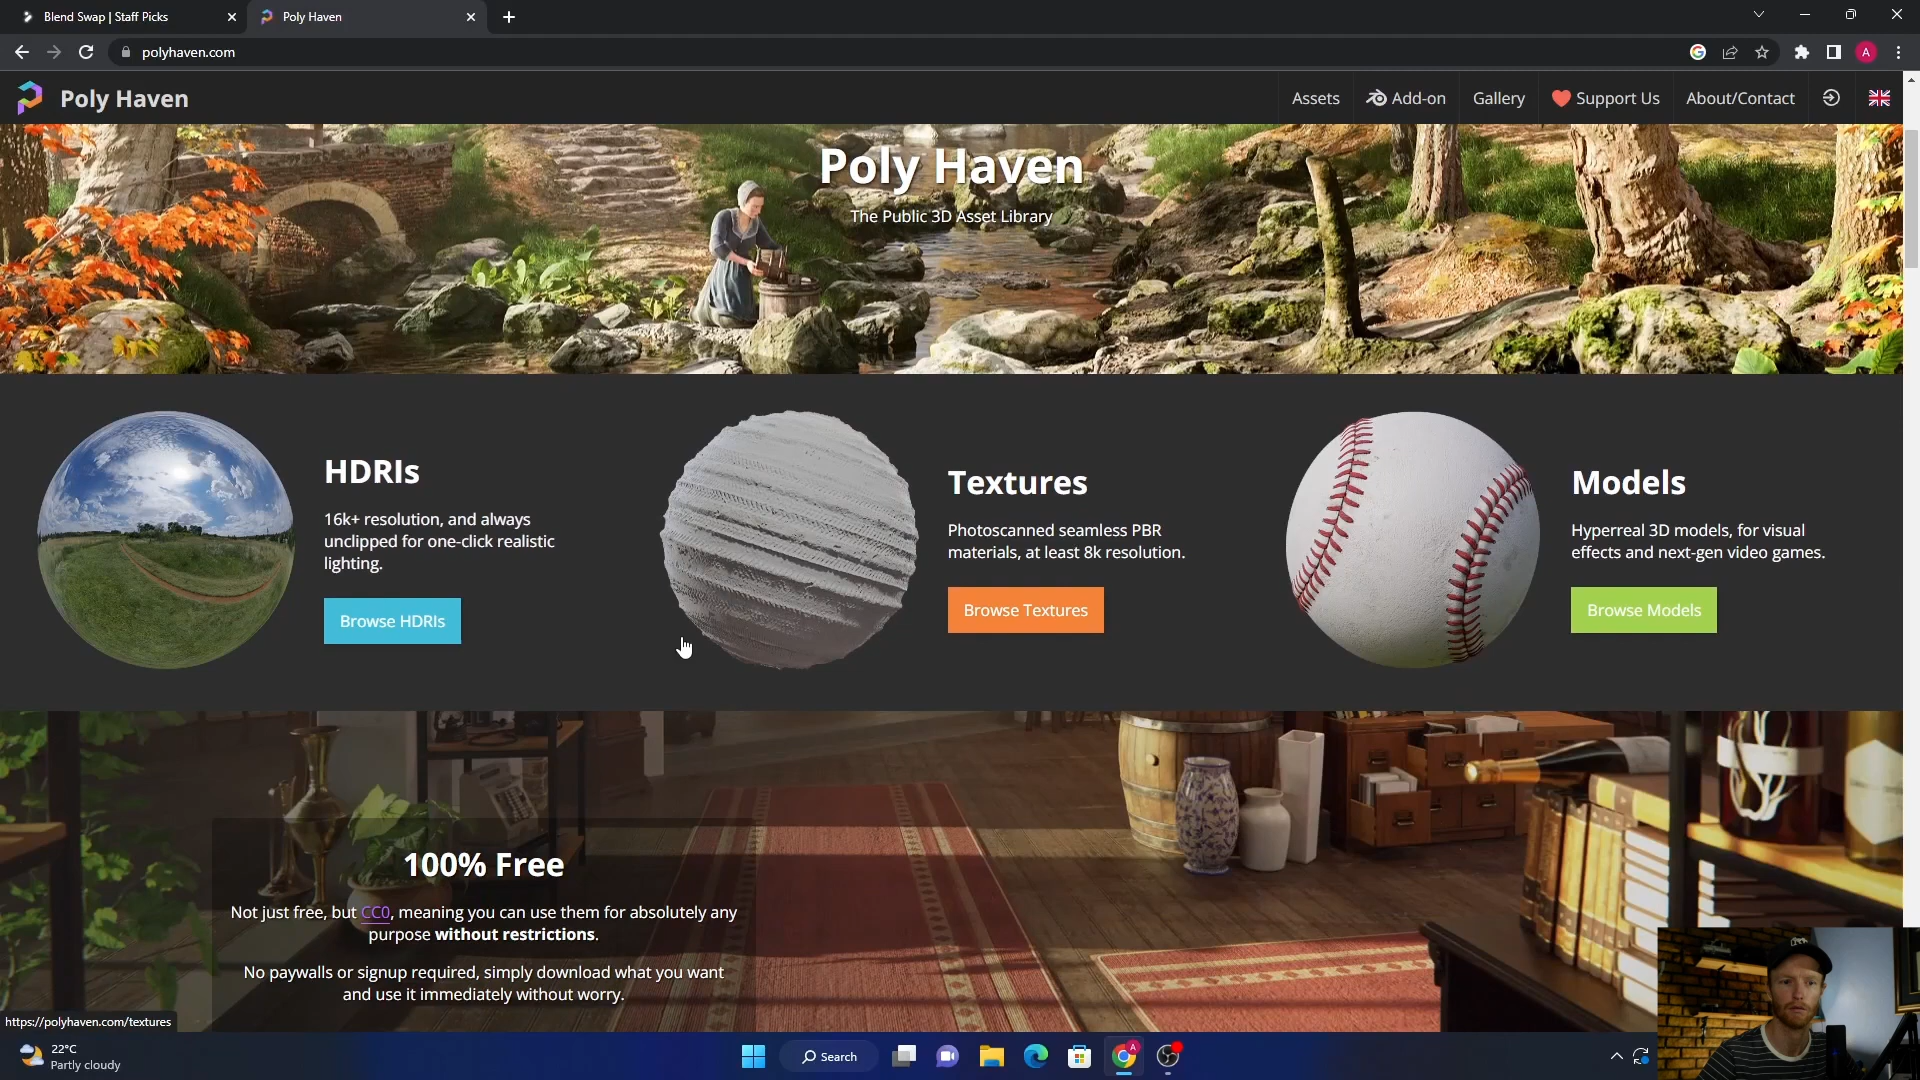 Blend Swap | Staff Picks
Poly Haven
polyhaven.com
A
Poly Haven
Assets
Add-on
Gallery
Support Us
About/Contact
Poly Haven
The Public 3D Asset Library
HDRIs
16k+ resolution, and always
unclipped for one-click realistic
lighting.
Browse HDRIs
Textures
Photoscanned seamless PBR
materials, at least 8k resolution.
Browse Textures
Models
Hyperreal 3D models, for visual
effects and next-gen video games.
Browse Models
100% Free
Not just free, but CC0, meaning you can use them for absolutely any
purpose without restrictions.
No paywalls or signup required, simply download what you want
and use it immediately without worry.
https://polyhaven.com/textures
22°C
Partly cloudy
Search
A